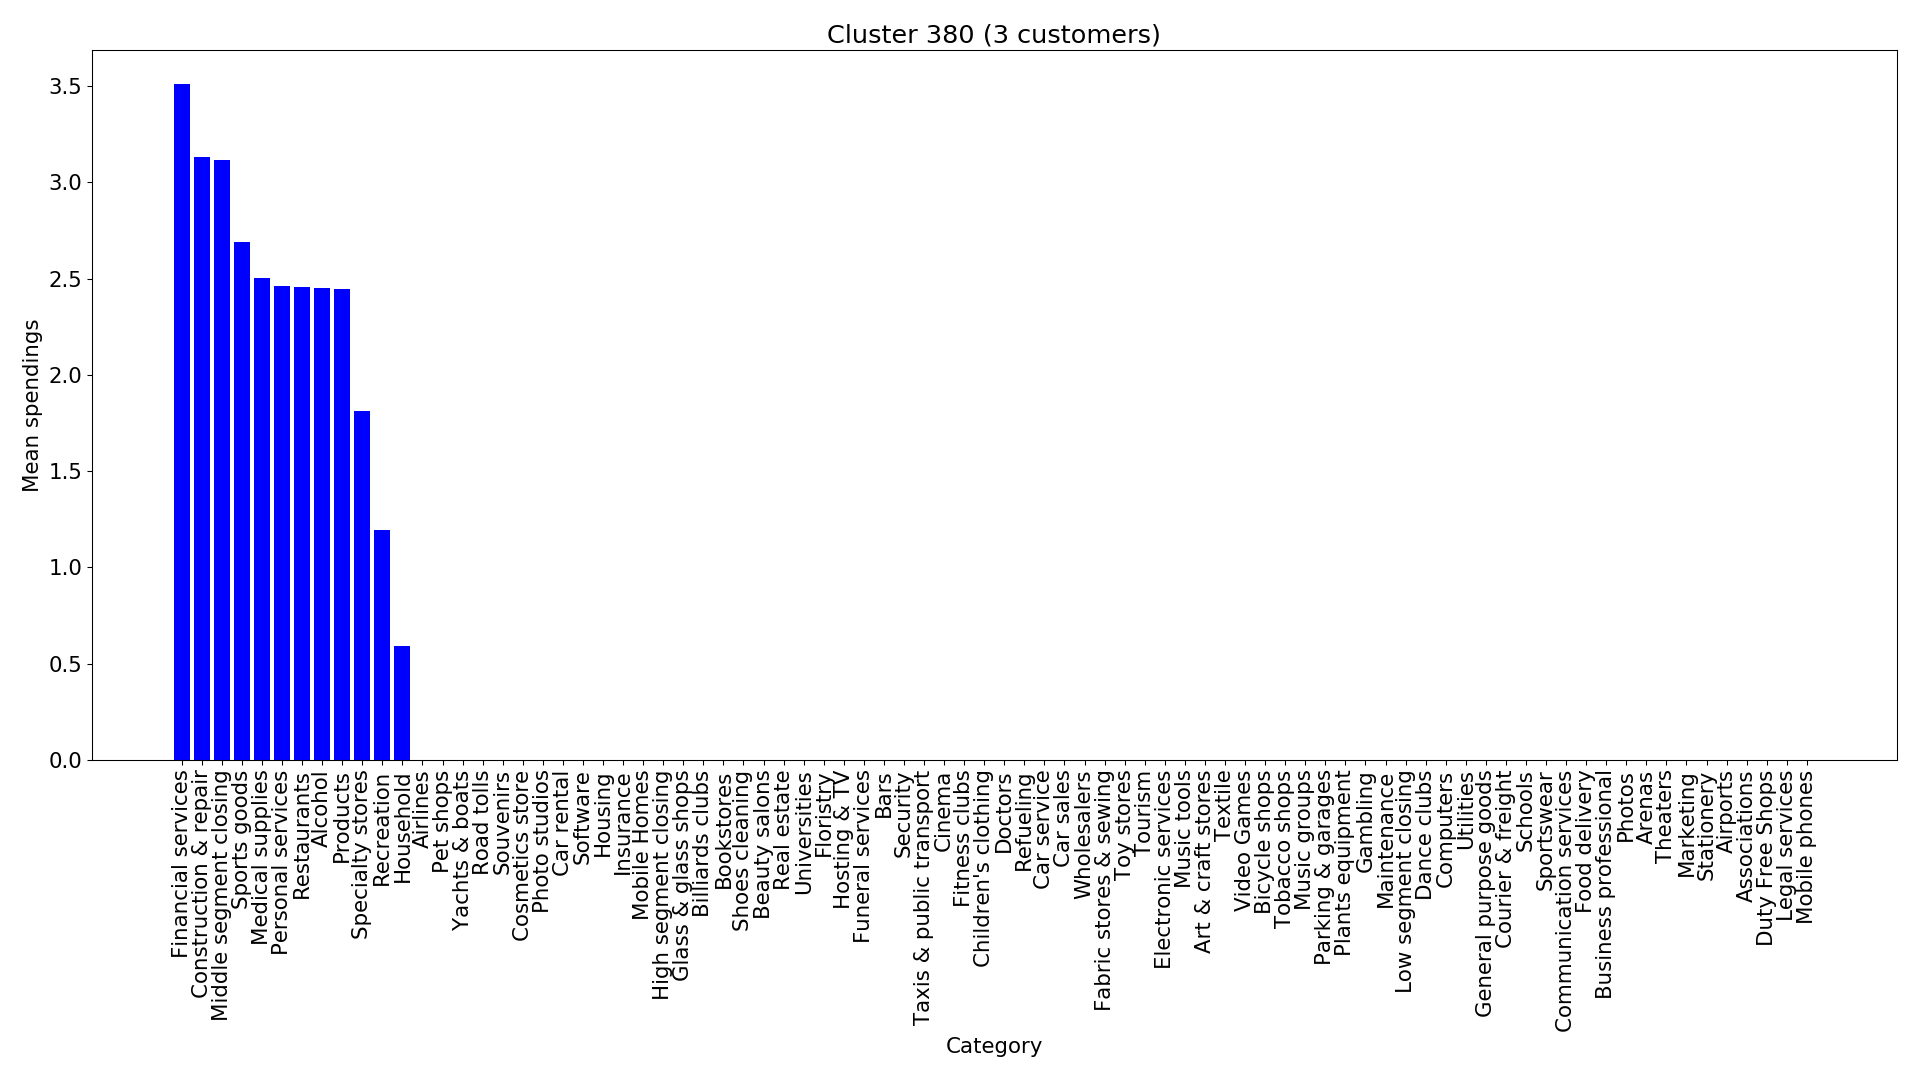 Cluster 380 (3 customers)
Mean spendings
3.5
3.0
2.5
2.0
1.5
1.0
0.5
0.0
Financial services
Construction & repair
Middle segment closing
Sports goods
Medical supplies
Personal services
Restaurants
Alcohol
Products
Specialty stores
Recreation
Household
Airlines
Pet shops
Yachts & boats
Road tolls
Souvenirs
Cosmetics store
Photo studios
Car rental
Software
Housing
Insurance
Mobile Homes
High segment closing
Glass & glass shops
Billiards clubs
Bookstores
Shoes cleaning
Beauty salons
Real estate
Universities
Floristry
Hosting & TV
Funeral services
Bars
Security
Taxis & public transport
Cinema
Fitness clubs
Children's clothing
Doctors
Refueling
Car service
Car sales
Wholesalers
Fabric stores & sewing
Toy stores
Tourism
Electronic services
Music tools
Art & craft stores
Textile
Video Games
Bicycle shops
Tobacco shops
Music groups
Parking & garages
Plants equipment
Gambling
Maintenance
Low segment closing
Dance clubs
Computers
Utilities
General purpose goods
Courier & freight
Schools
Sportswear
Communication services
Food delivery
Business professional
Photos
Arenas
Theaters
Marketing
Stationery
Airports
Associations
Duty Free Shops
Legal services
Mobile phones
Category